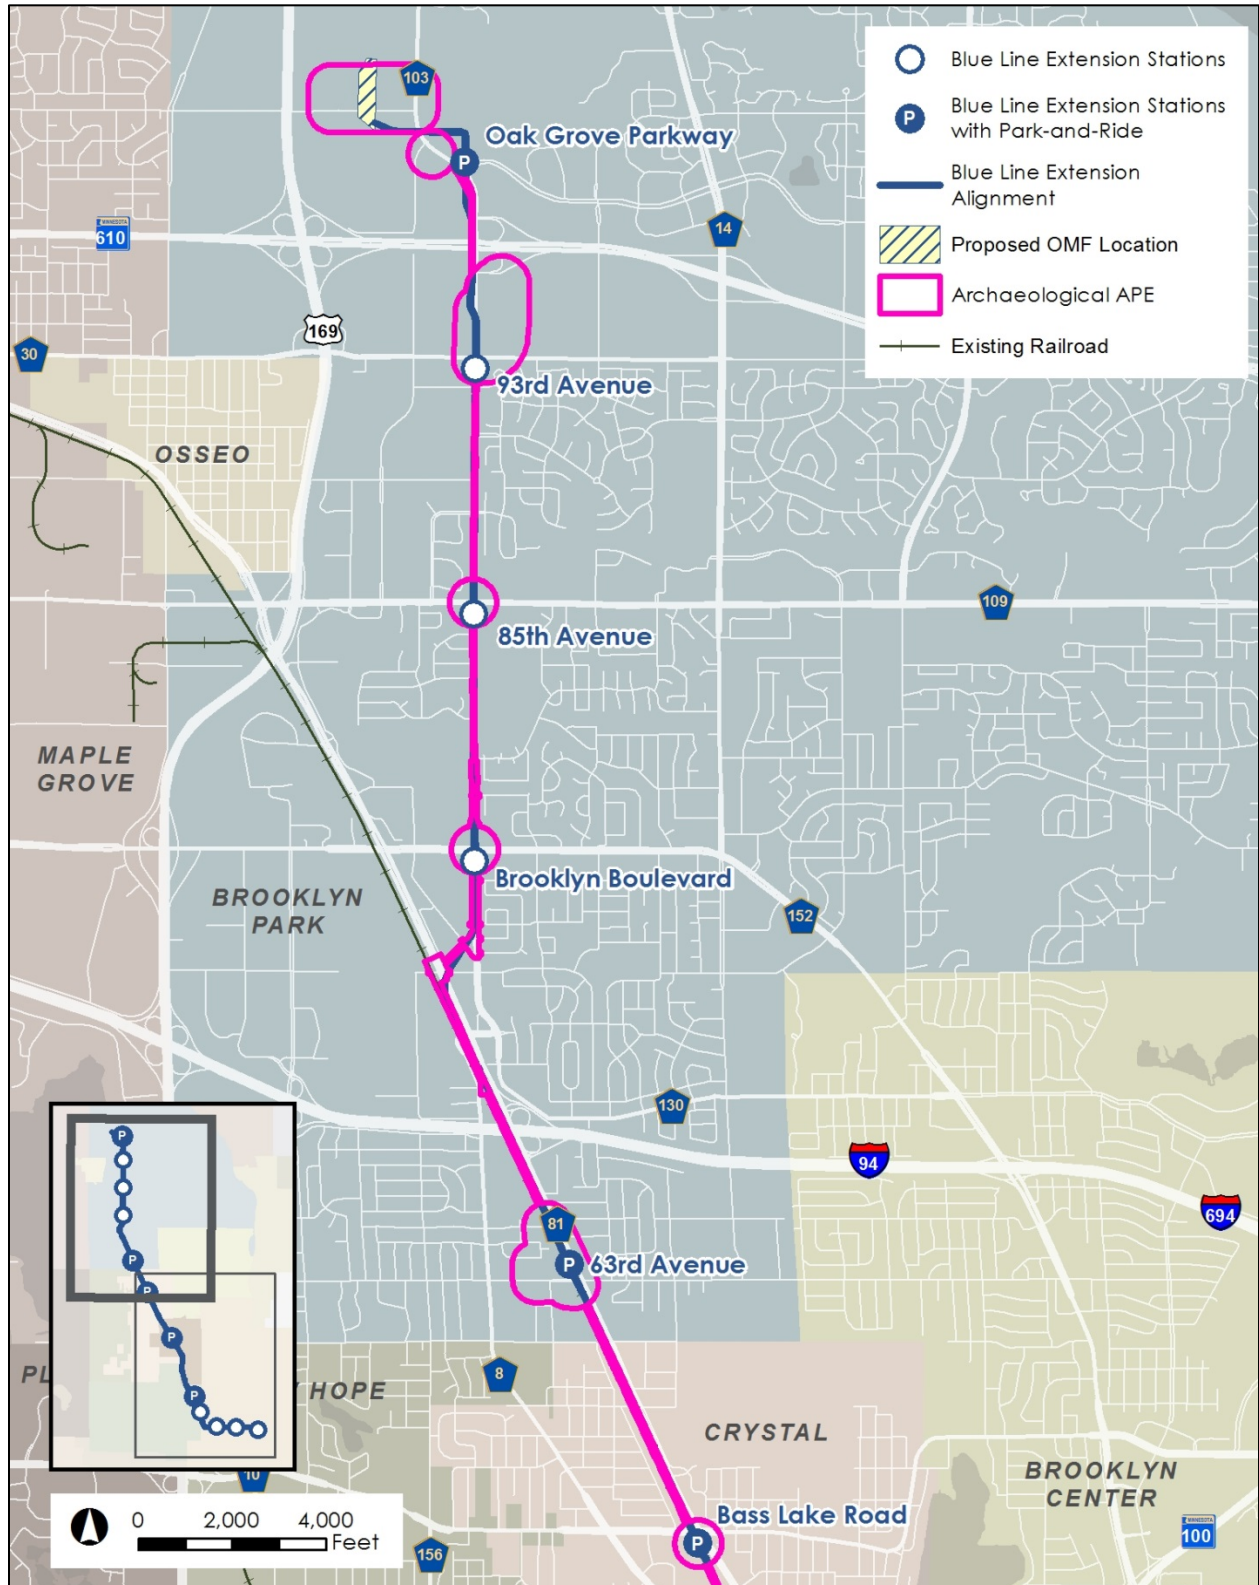 103
Oak Grove Parkway
P
Blue Line Extension Stations
P
Blue Line Extension Stations
with Park-and-Ride
Blue Line Extension
Alignment
Proposed OMF Location
Archaeological APE
Existing Railroad
MINNESOTA
610
14
169
30
93rd Avenue
OSSEO
109
85th Avenue
MAPLE
GROVE
Brooklyn Boulevard
BROOKLYN
PARK
152
130
94
694
81
P
63rd Avenue
P
P
P
P
P
8
HOPE
CRYSTAL
BROOKLYN
CENTER
10
Bass Lake Road
P
0 2,000 4,000
Feet
156
MINNESOTA
100